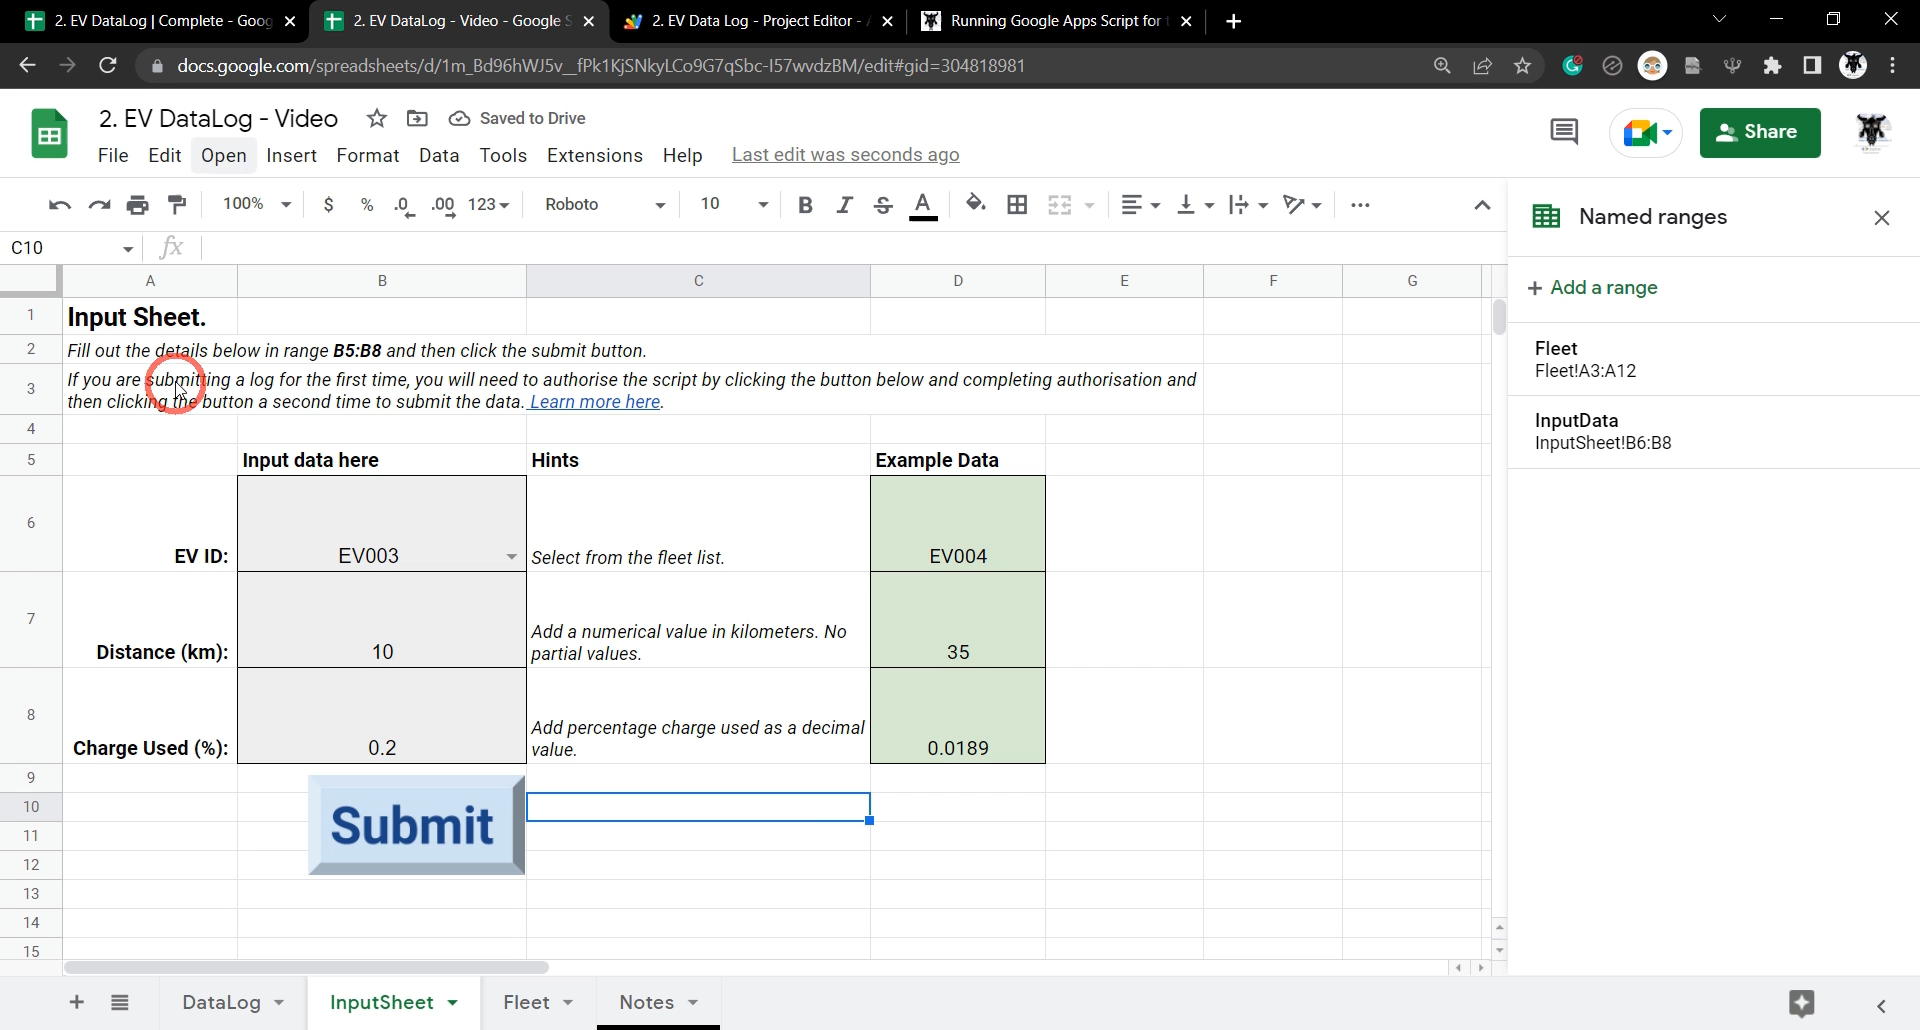 2. EV DataLog | Complete - Goog
2. EV DataLog - Video - Google S
2. EV Data Log - Project Editor - A
Running Google Apps Script for t
docs.google.com/spreadsheets/d/1m_Bd96hWJ5v__fPk1KjSNkyLCo9G7qSbc-I57wvdzBM/edit#gid=304818981
2. EV DataLog - Video
Saved to Drive
File Edit Open Insert Format Data Tools Extensions Help Last edit was seconds ago
Share
100% $ % .0 .00 123 Roboto 10 B I S A
Named ranges
C10 fx
A B C D E F G
+ Add a range
1 Input Sheet.
2 Fill out the details below in range B5:B8 and then click the submit button.
3 If you are submitting a log for the first time, you will need to authorise the script by clicking the button below and completing authorisation and
then clicking the button a second time to submit the data. Learn more here.
Fleet
Fleet!A3:A12
InputData
InputSheet!B6:B8
4
5 Input data here Hints Example Data
6 EV ID: EV003 Select from the fleet list. EV004
7 Distance (km): 10 Add a numerical value in kilometers. No
partial values. 35
8 Charge Used (%): 0.2 Add percentage charge used as a decimal
value. 0.0189
9
10
Submit
11
12
13
14
15
DataLog InputSheet Fleet Notes